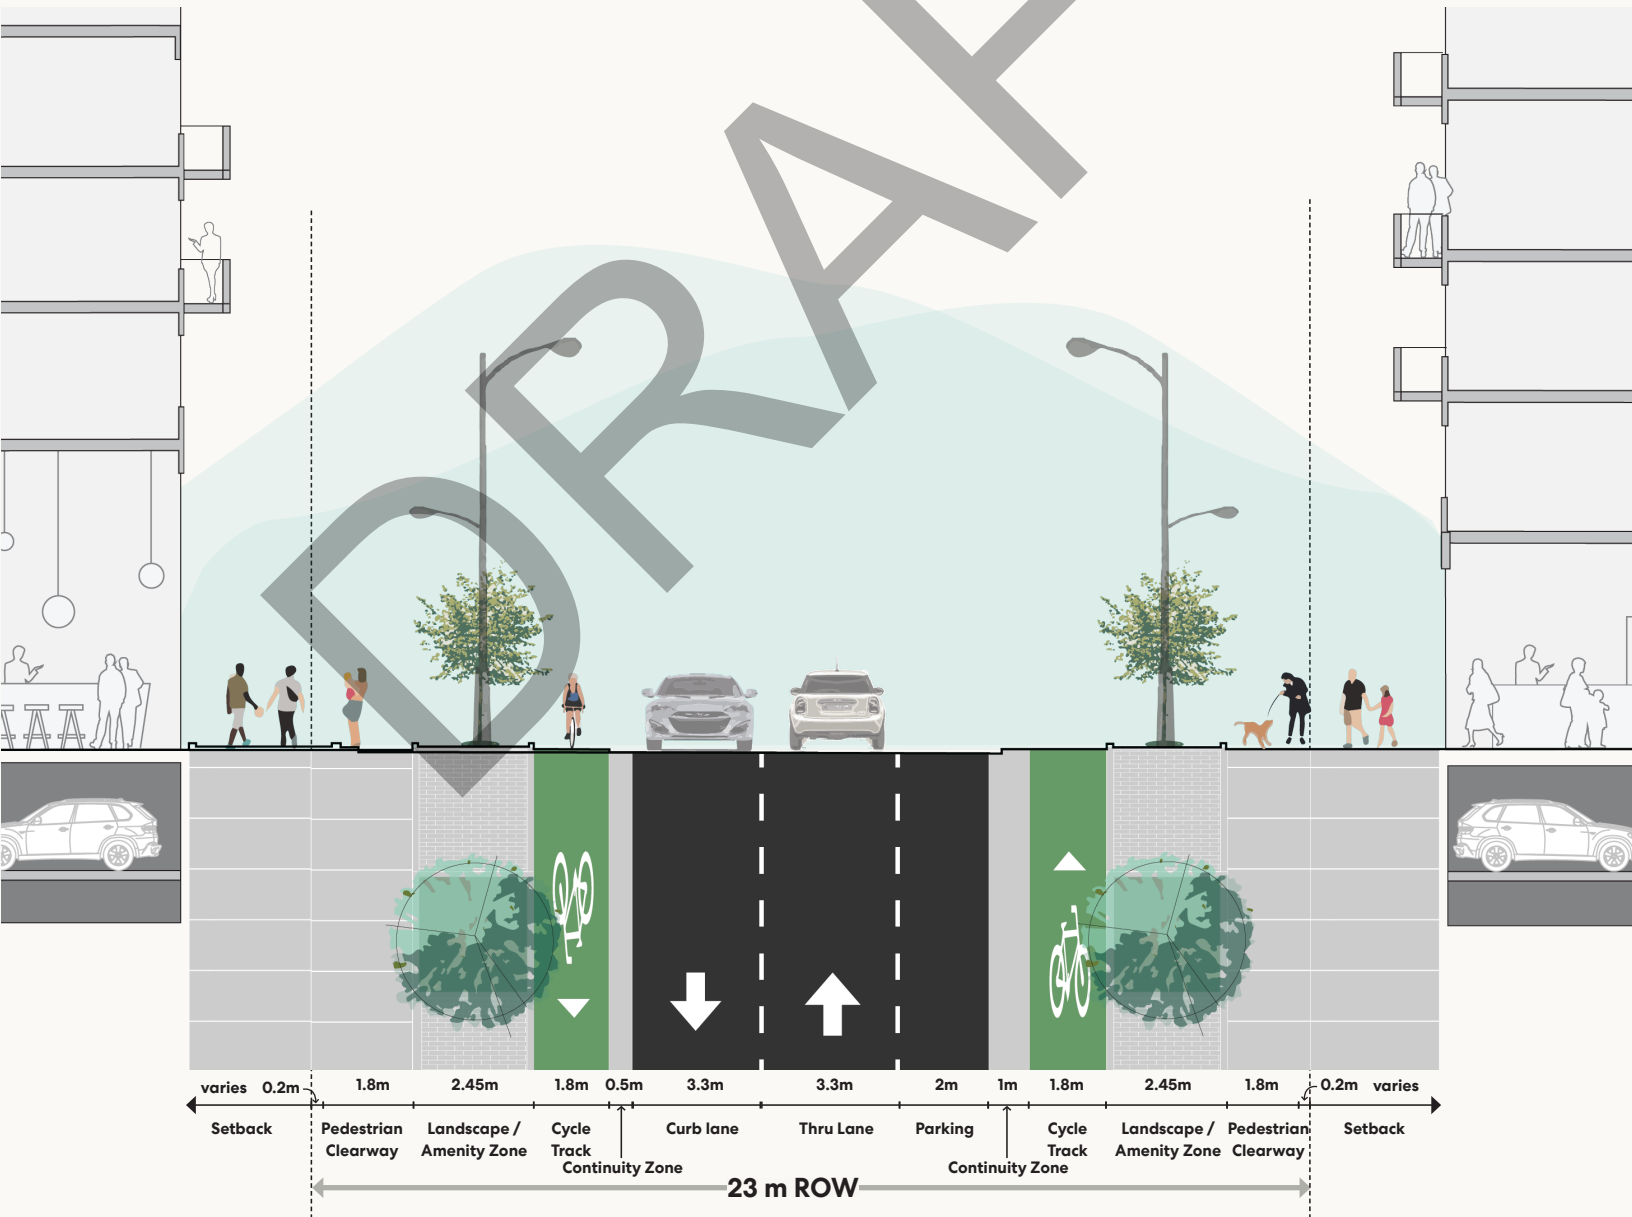 DRAF
varies 0.2m 1.8m 2.45m 1.8m 0.5m 3.3m 3.3m 2m 1m 1.8m 2.45m 1.8m 0.2m varies
Setback
Pedestrian
Clearway
Landscape /
Amenity Zone
Cycle
Track
Continuity Zone
Curb lane
Thru Lane
Parking
Continuity Zone
Cycle
Track
Landscape /
Amenity Zone
Pedestrian
Clearway
Setback
23 m ROW